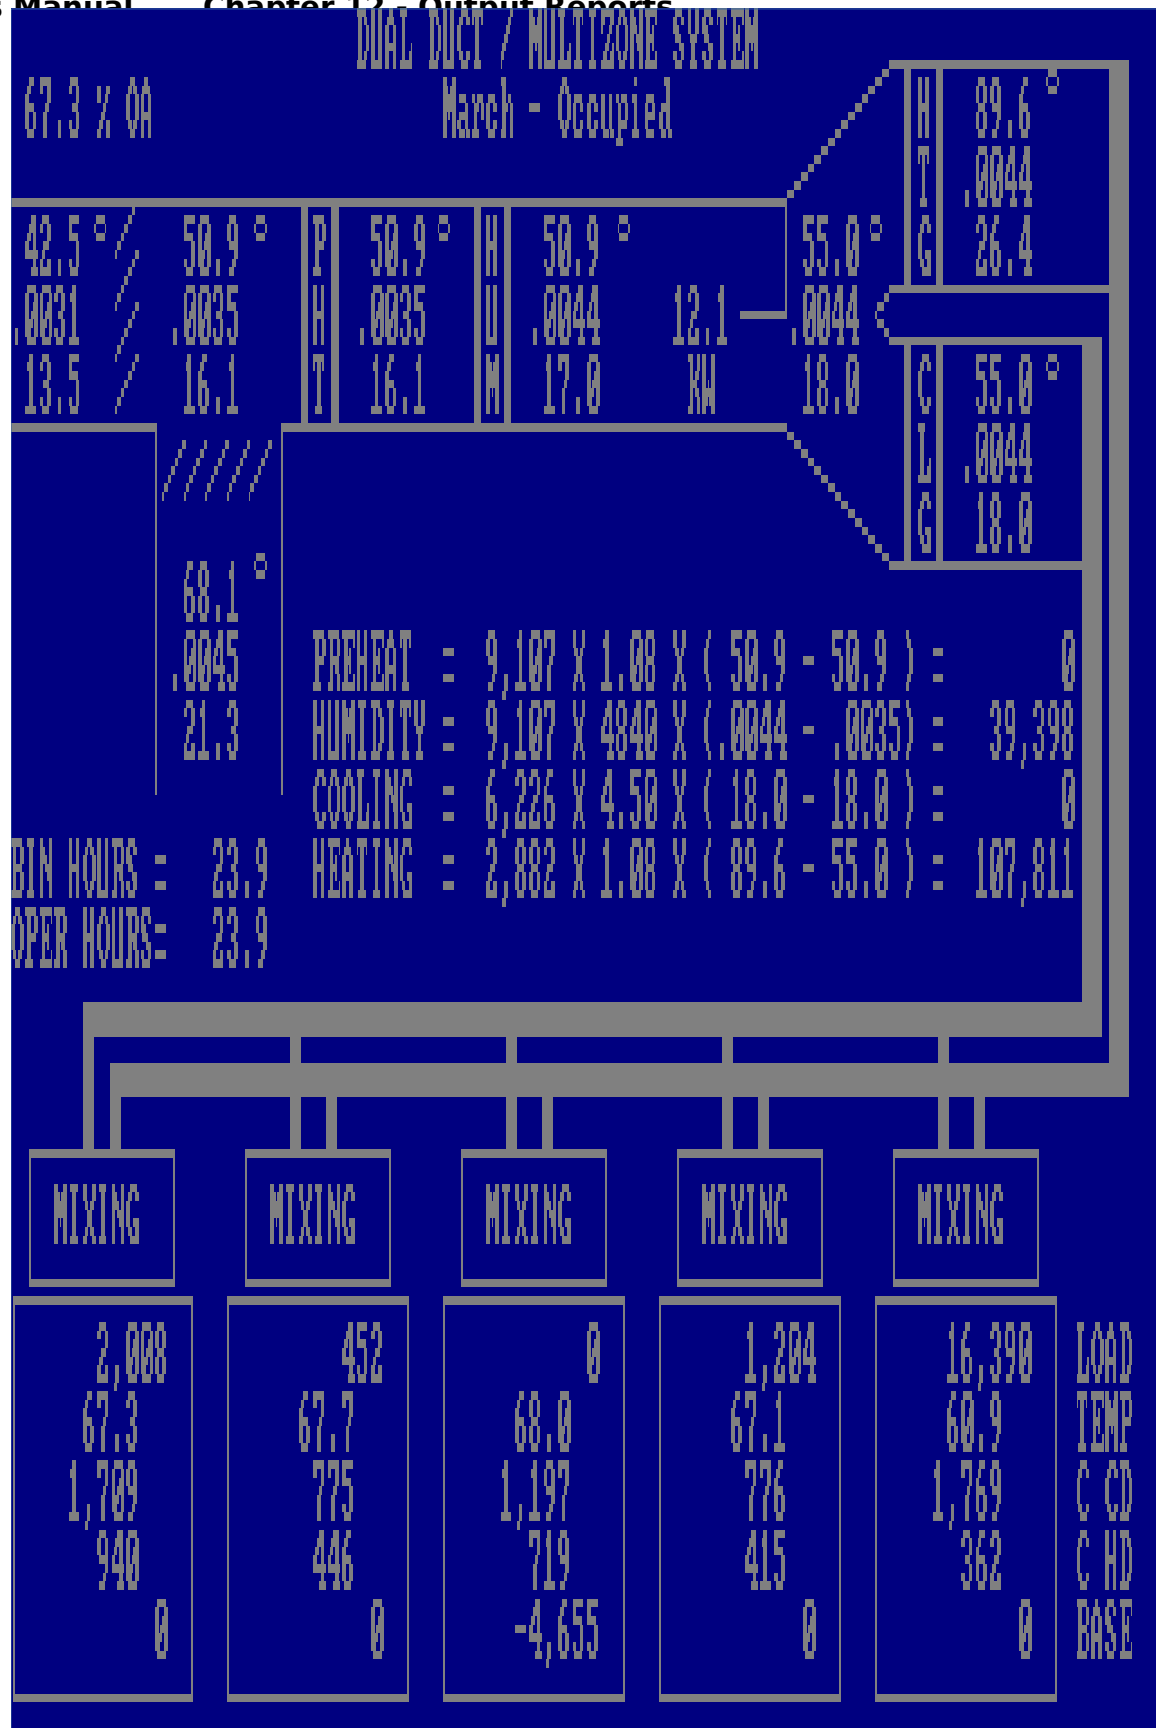 s Manual Chapter 12 - Output Reports
DUAL DUCT / MULTIZONE SYSTEM
67.3 % OA March - Occupied H 89.6 °
T .0044
42.5 ° / 50.9 ° P 50.9 ° H 50.9 ° 55.0 ° G 26.4
.0031 / .0035 H .0035 U .0044 12.1 .0044
13.5 / 16.1 T 16.1 M 17.0 KW 18.0 C 55.0 °
///// L .0044
G 18.0
68.1 °
.0045 PREHEAT = 9,107 X 1.08 X ( 50.9 - 50.9 ) = 0
21.3 HUMIDITY = 9,107 X 4840 X (.0044 - .0035) = 39,398
COOLING = 6,226 X 4.50 X ( 18.0 - 18.0 ) = 0
BIN HOURS = 23.9 HEATING = 2,882 X 1.08 X ( 89.6 - 55.0 ) = 107,811
OPER HOURS= 23.9
MIXING MIXING MIXING MIXING MIXING
2,008 452 0 1,204 16,390 LOAD
67.3 67.7 68.0 67.1 60.9 TEMP
1,709 775 1,197 776 1,769 C CD
940 446 719 415 362 C HD
0 0 -4,655 0 0 BASE